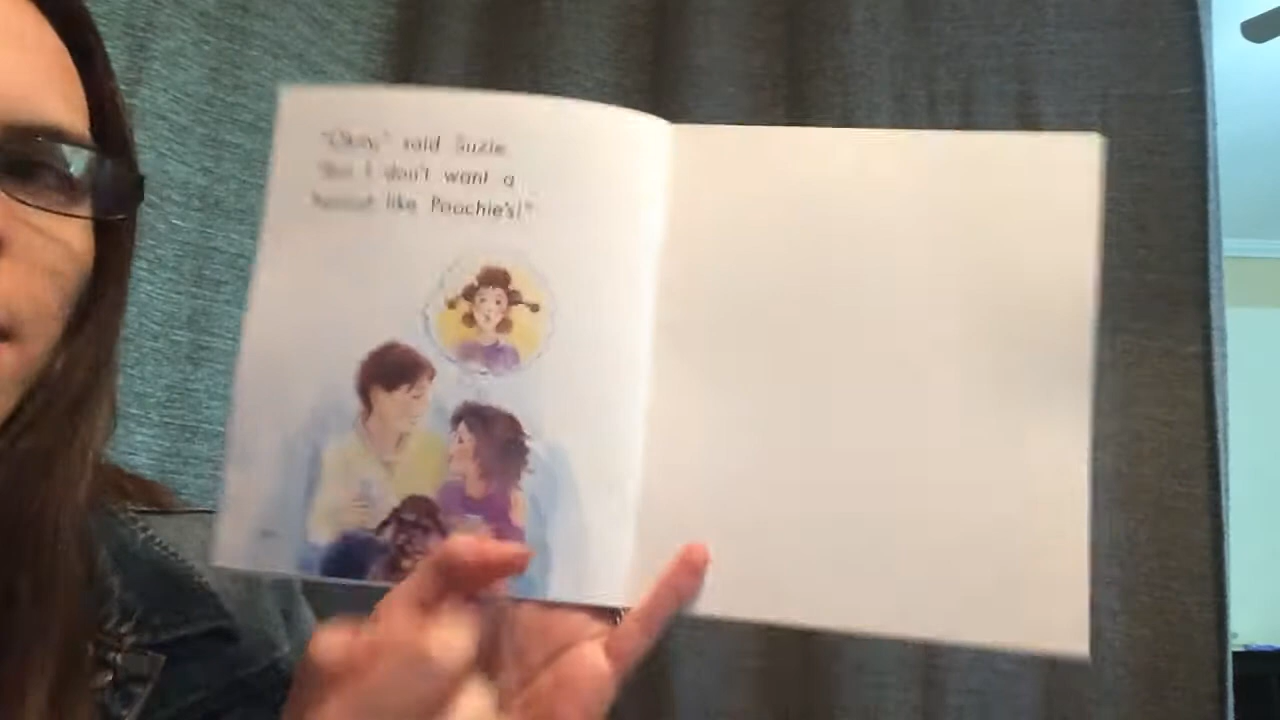 "Okay," said Suzie.
"But I don't want a
haircut like Poochie's!"